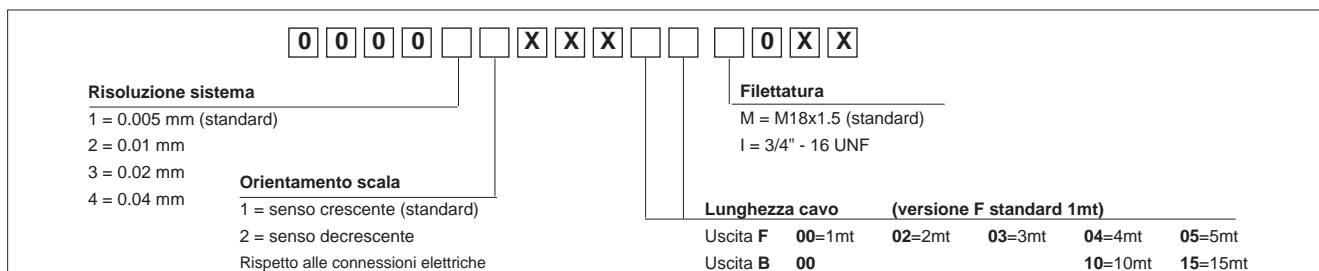 0 0 0 0 X X X 0 X X
Risoluzione sistema
1 = 0.005 mm (standard)
2 = 0.01 mm
3 = 0.02 mm
4 = 0.04 mm
Orientamento scala
1 = senso crescente (standard)
2 = senso decrescente
Rispetto alle connessioni elettriche
Filettatura
M = M18x1.5 (standard)
I = 3/4” - 16 UNF
Lunghezza cavo (versione F standard 1mt)
Uscita F 00=1mt 02=2mt 03=3mt 04=4mt 05=5mt
Uscita B 00 10=10mt 15=15mt